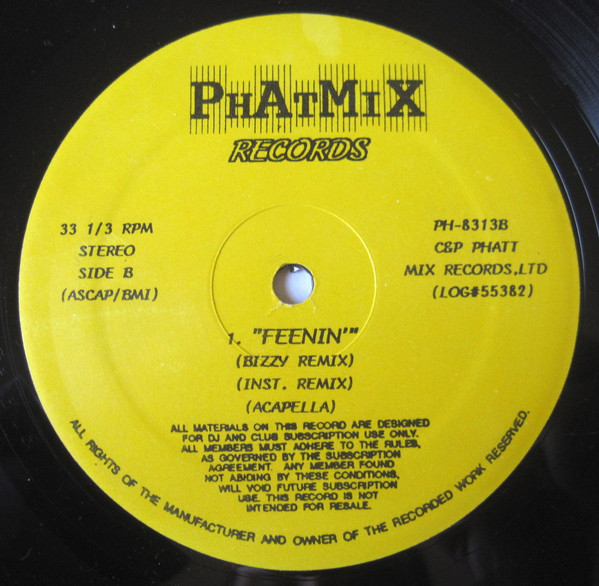 PHATMIX
RECORDS
33 1/3 RPM
STEREO
SIDE B
(ASCAP/BMI)
PH-8313B
C&P PHATT
MIX RECORDS,LTD
(LOG#55382)
1. "FEENIN'"
(BIZZY REMIX)
(INST. REMIX)
(ACAPELLA)
ALL MATERIALS ON THIS RECORD ARE DESIGNED
FOR DJ AND CLUB SUBSCRIPTION USE ONLY.
ALL MEMBERS MUST ADHERE TO THE RULES,
AS GOVERNED BY THE SUBSCRIPTION
AGREEMENT. ANY MEMBER FOUND
NOT ABIDING BY THESE CONDITIONS,
WILL VOID FUTURE SUBSCRIPTION
USE. THIS RECORD IS NOT
INTENDED FOR RESALE.
ALL RIGHTS OF THE MANUFACTURER AND OWNER OF THE RECORDED WORK RESERVED.